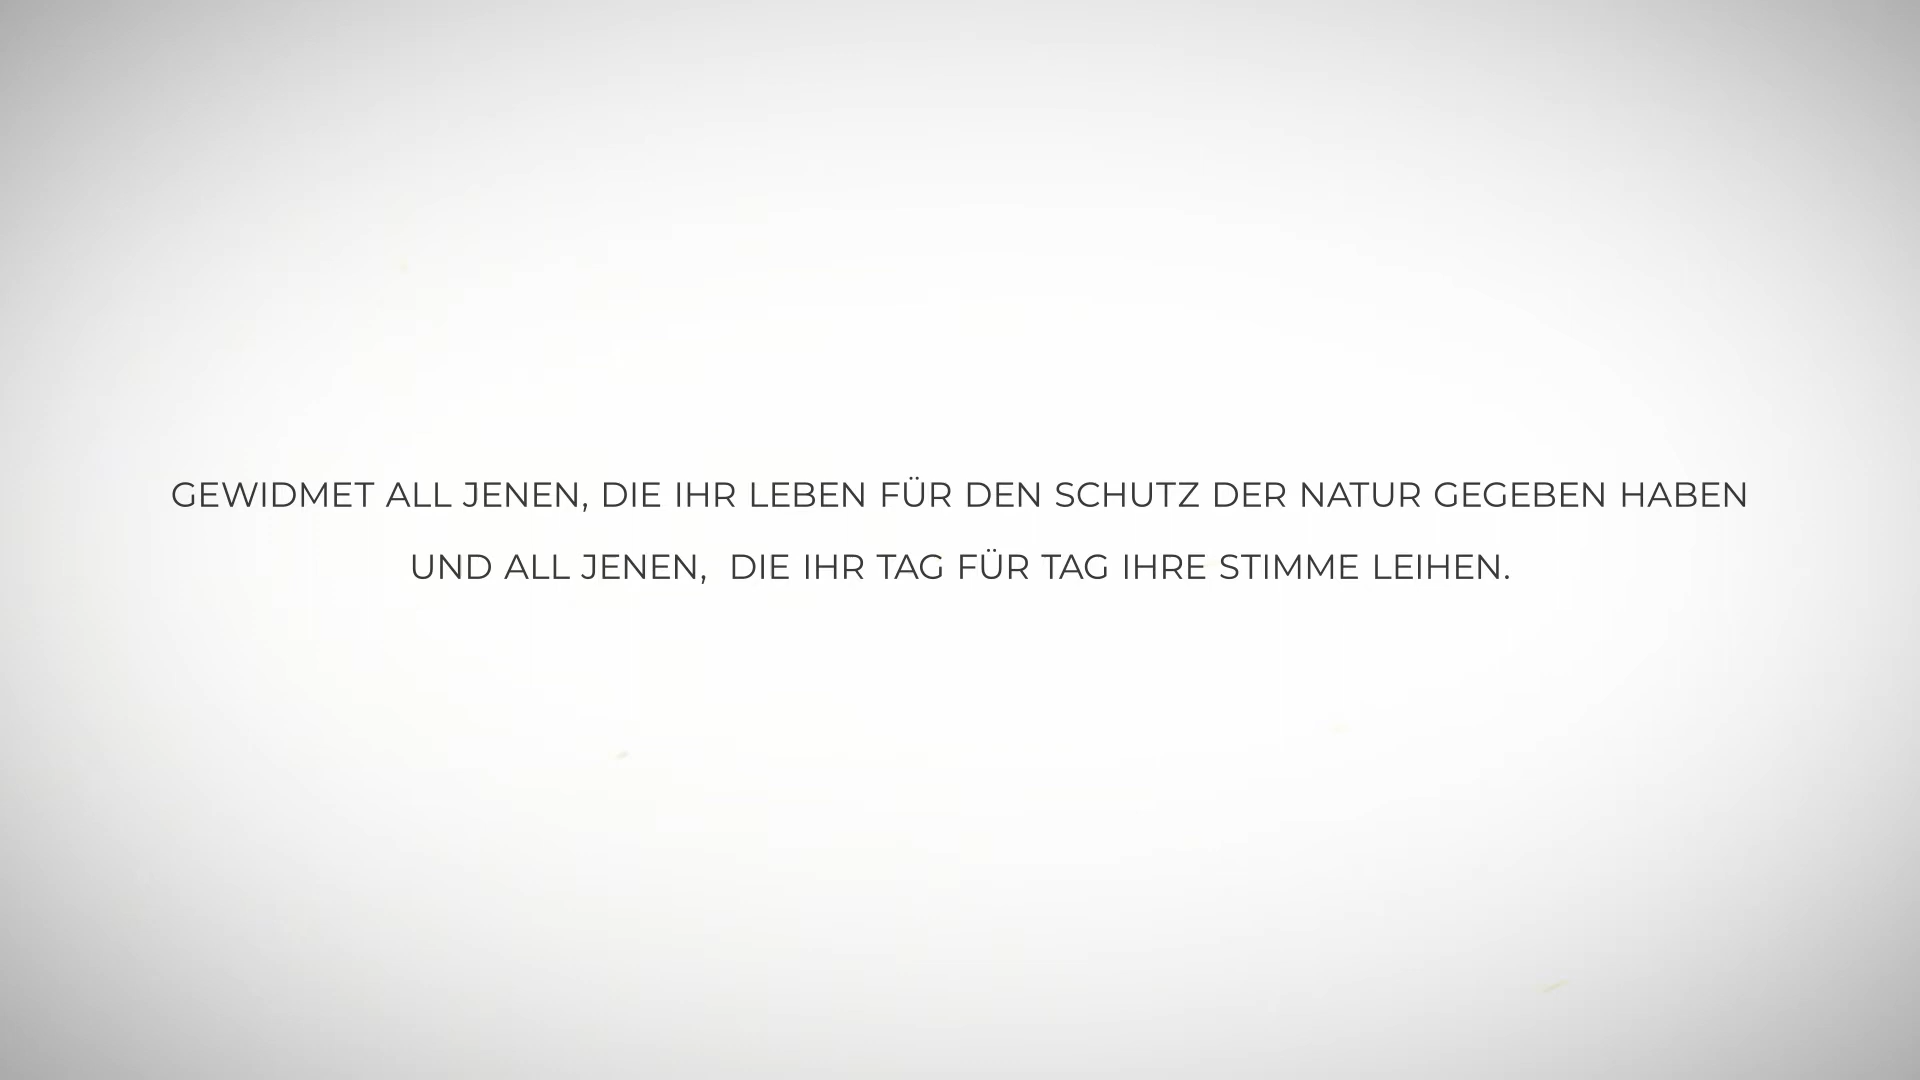 GEWIDMET ALL JENEN, DIE IHR LEBEN FÜR DEN SCHUTZ DER NATUR GEGEBEN HABEN
UND ALL JENEN,  DIE IHR TAG FÜR TAG IHRE STIMME LEIHEN.